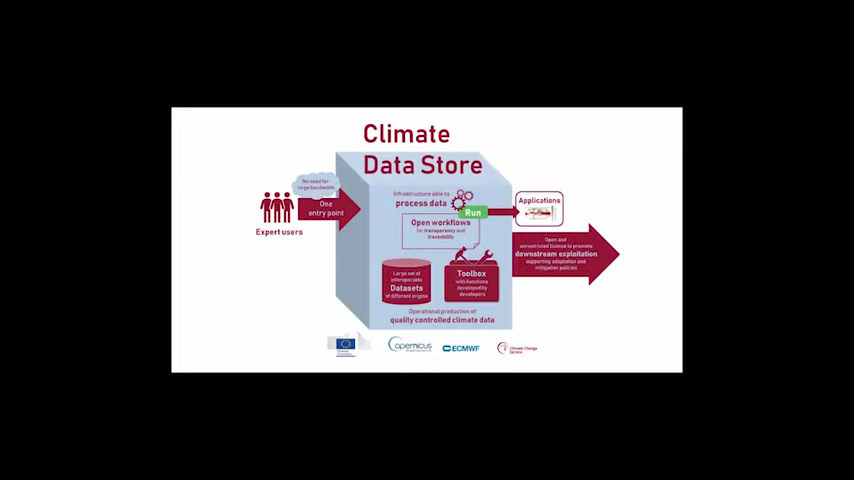 Climate
Data Store
No need for
large bandwidth
One
entry point
Expert users
Infrastructure able to
process data
Run
Open workflows
for transparency and
traceability
Applications
Large set of
interoperable
Datasets
of different origins
Toolbox
with functions
developed by
developers
Open and
unrestricted license to promote
downstream exploitation
supporting adaptation and
mitigation policies
Operational production of
quality controlled climate data
opernicus
ECMWF
Climate Change
Service